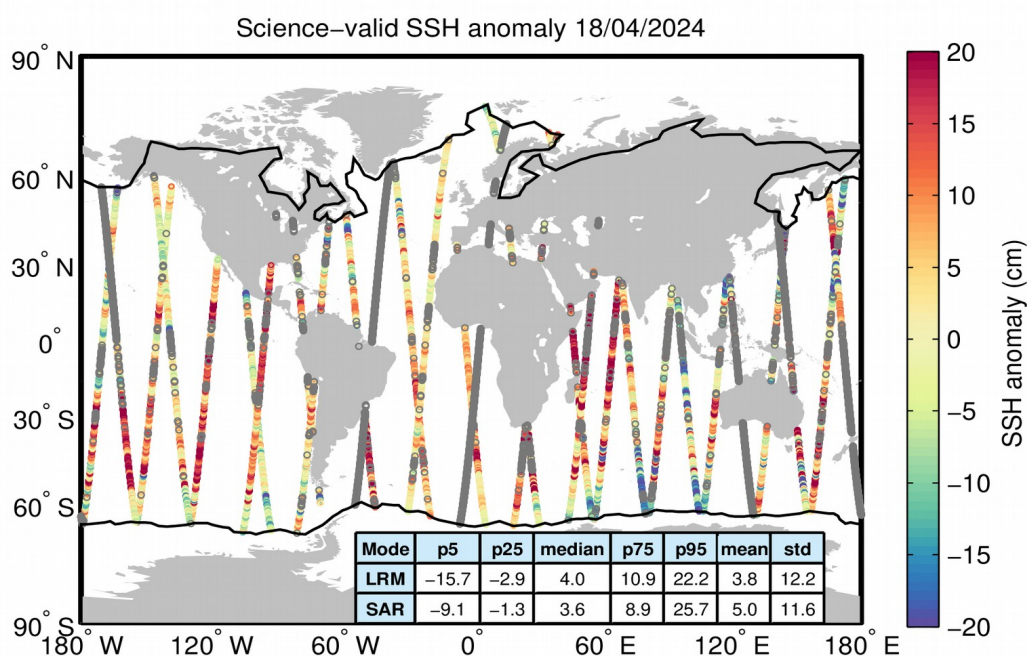 Science−valid SSH anomaly 18/04/2024
90° N
60° N
30° N
0°
30° S
60° S
90° S
180° W
120° W
60° W
0°
60° E
120° E
180° E
Mode p5 p25 median p75 p95 mean std
LRM −15.7 −2.9 4.0 10.9 22.2 3.8 12.2
SAR −9.1 −1.3 3.6 8.9 25.7 5.0 11.6
20
15
10
5
0
−5
−10
−15
−20
SSH anomaly (cm)